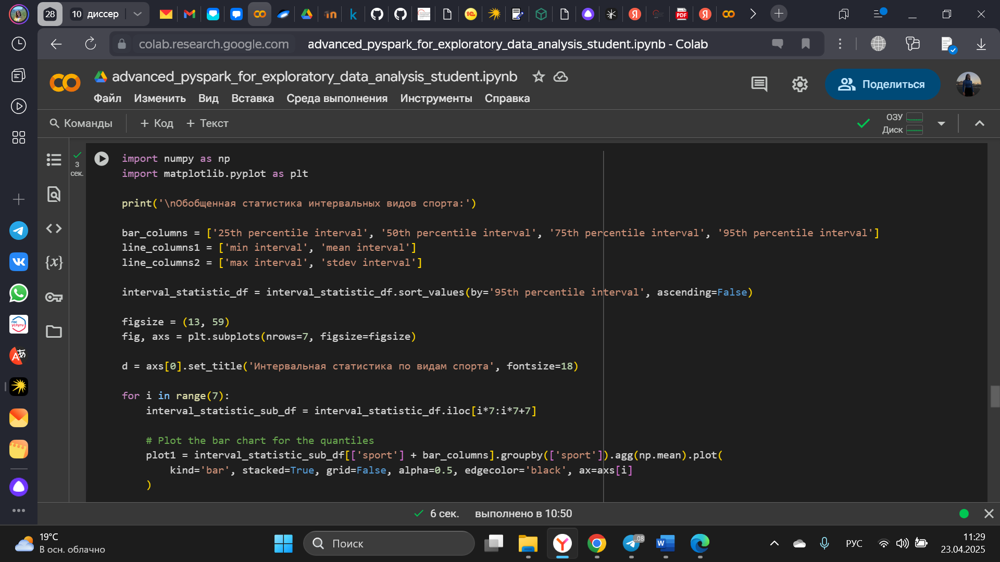 28
10 диссер
colab.research.google.com advanced_pyspark_for_exploratory_data_analysis_student.ipynb - Colab
advanced_pyspark_for_exploratory_data_analysis_student.ipynb
Поделиться
Файл Изменить Вид Вставка Среда выполнения Инструменты Справка
Команды + Код + Текст
ОЗУ
Диск
3
сек.
import numpy as np
import matplotlib.pyplot as plt
print('\nОбобщенная статистика интервальных видов спорта:')
bar_columns = ['25th percentile interval', '50th percentile interval', '75th percentile interval', '95th percentile interval']
line_columns1 = ['min interval', 'mean interval']
line_columns2 = ['max interval', 'stdev interval']
interval_statistic_df = interval_statistic_df.sort_values(by='95th percentile interval', ascending=False)
figsize = (13, 59)
fig, axs = plt.subplots(nrows=7, figsize=figsize)
d = axs[0].set_title('Интервальная статистика по видам спорта', fontsize=18)
for i in range(7):
    interval_statistic_sub_df = interval_statistic_df.iloc[i*7:i*7+7]
    # Plot the bar chart for the quantiles
    plot1 = interval_statistic_sub_df[['sport'] + bar_columns].groupby(['sport']).agg(np.mean).plot(
        kind='bar', stacked=True, grid=False, alpha=0.5, edgecolor='black', ax=axs[i]
    )
6 сек. выполнено в 10:50
19°C
В осн. облачно
Поиск
..08
РУС
11:29
23.04.2025